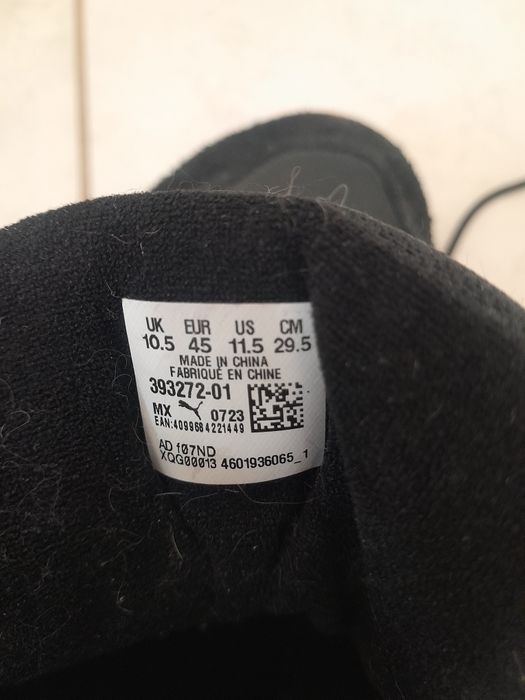 UK EUR US CM
10.5 45 11.5 29.5
MADE IN CHINA
FABRIQUÉ EN CHINE
393272-01
MX 0723
EAN:4099684221449
AD f07ND
XQG00013 4601936065_1